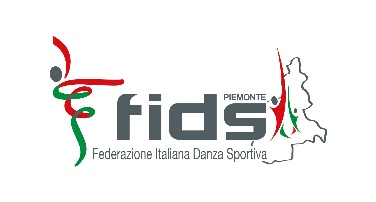 PIEMONTE
fids
Federazione Italiana Danza Sportiva